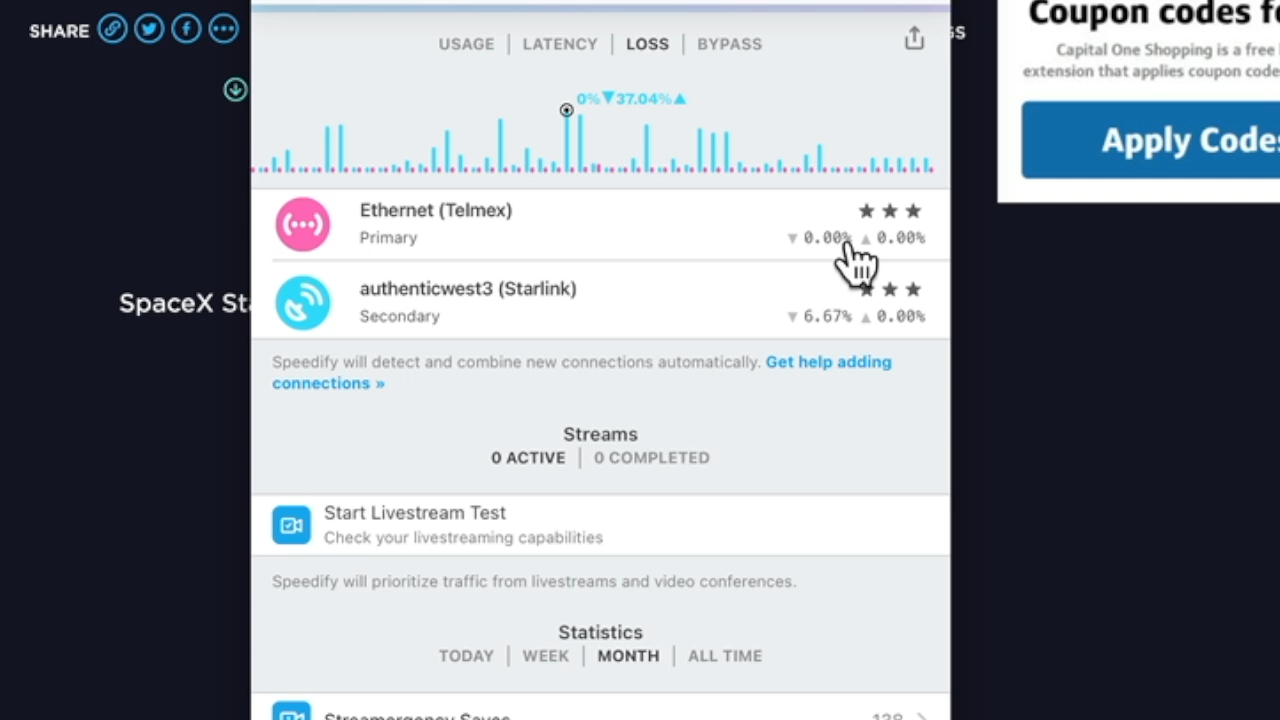 SHARE
USAGE | LATENCY | LOSS | BYPASS
0%▼37.04%▲
Ethernet (Telmex)
Primary
▼ 0.00% ▲ 0.00%
authenticwest3 (Starlink)
Secondary
▼ 6.67% ▲ 0.00%
Speedify will detect and combine new connections automatically. Get help adding
connections »
Streams
0 ACTIVE | 0 COMPLETED
Start Livestream Test
Check your livestreaming capabilities
Speedify will prioritize traffic from livestreams and video conferences.
Statistics
TODAY | WEEK | MONTH | ALL TIME
Streamergency Saves
SpaceX
Coupon codes
Capital One Shopping is a free
extension that applies coupon
Apply